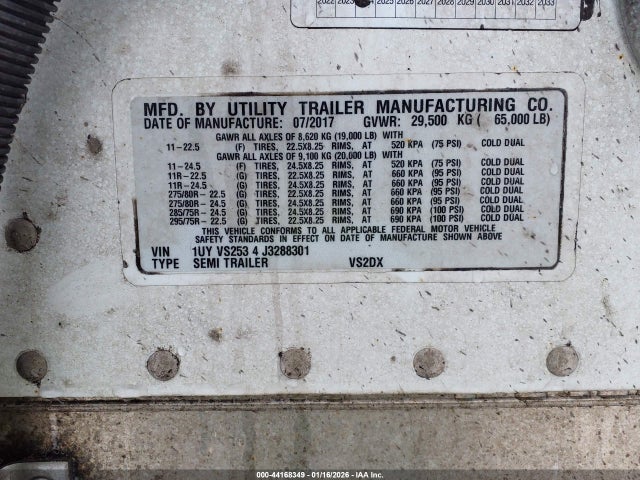 2022 2023 2024 2025 2026 2027 2028 2029 2030 2031 2032 2033
MFD. BY UTILITY TRAILER MANUFACTURING CO.
DATE OF MANUFACTURE: 07/2017 GVWR: 29,500 KG ( 65,000 LB)
GAWR ALL AXLES OF 8,620 KG (19,000 LB) WITH
11-22.5 (F) TIRES, 22.5X8.25 RIMS, AT 520 KPA (75 PSI) COLD DUAL
GAWR ALL AXLES OF 9,100 KG (20,000 LB) WITH
11-24.5 (F) TIRES, 24.5X8.25 RIMS, AT 520 KPA (75 PSI) COLD DUAL
11R-22.5 (G) TIRES, 22.5X8.25 RIMS, AT 660 KPA (95 PSI) COLD DUAL
11R-24.5 (G) TIRES, 24.5X8.25 RIMS, AT 660 KPA (95 PSI) COLD DUAL
275/80R- 22.5 (G) TIRES, 22.5X8.25 RIMS, AT 660 KPA (95 PSI) COLD DUAL
275/80R- 24.5 (G) TIRES, 24.5X8.25 RIMS, AT 660 KPA (95 PSI) COLD DUAL
285/75R- 24.5 (G) TIRES, 24.5X8.25 RIMS, AT 690 KPA (100 PSI) COLD DUAL
295/75R- 22.5 (G) TIRES, 22.5X8.25 RIMS, AT 690 KPA (100 PSI) COLD DUAL
THIS VEHICLE CONFORMS TO ALL APPLICABLE FEDERAL MOTOR VEHICLE
SAFETY STANDARDS IN EFFECT ON DATE OF MANUFACTURE SHOWN ABOVE
VIN 1UY VS253 4 J3288301
TYPE SEMI TRAILER VS2DX
000-44168349 - 01/16/2026 - IAA Inc.